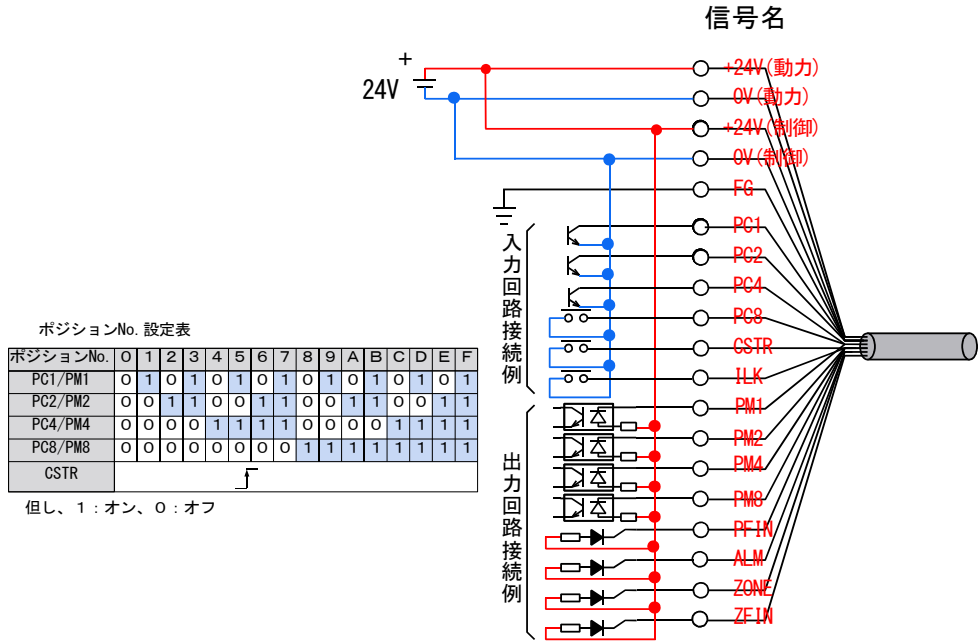 信号名
+
24V
+24V(動力)
0V(動力)
+24V(制御)
0V(制御)
FG
PC1
PC2
PC4
PC8
CSTR
ILK
PM1
PM2
PM4
PM8
PFIN
ALM
ZONE
ZFIN
入力回路接続例
出力回路接続例
ポジションNo. 設定表
ポジションNo. 0 1 2 3 4 5 6 7 8 9 A B C D E F
PC1/PM1 0 1 0 1 0 1 0 1 0 1 0 1 0 1 0 1
PC2/PM2 0 0 1 1 0 0 1 1 0 0 1 1 0 0 1 1
PC4/PM4 0 0 0 0 1 1 1 1 0 0 0 0 1 1 1 1
PC8/PM8 0 0 0 0 0 0 0 0 1 1 1 1 1 1 1 1
CSTR
但し、1：オン、0：オフ